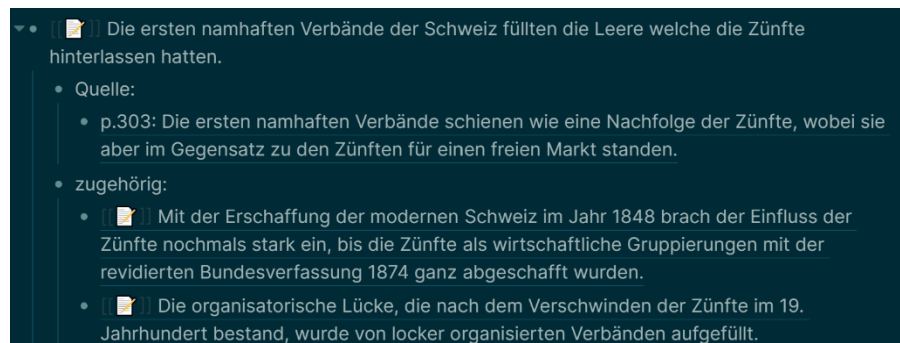 [[📝]] Die ersten namhaften Verbände der Schweiz füllten die Leere welche die Zünfte
hinterlassen hatten.
Quelle:
p.303: Die ersten namhaften Verbände schienen wie eine Nachfolge der Zünfte, wobei sie
aber im Gegensatz zu den Zünften für einen freien Markt standen.
zugehörig:
[[📝]] Mit der Erschaffung der modernen Schweiz im Jahr 1848 brach der Einfluss der
Zünfte nochmals stark ein, bis die Zünfte als wirtschaftliche Gruppierungen mit der
revidierten Bundesverfassung 1874 ganz abgeschafft wurden.
[[📝]] Die organisatorische Lücke, die nach dem Verschwinden der Zünfte im 19.
Jahrhundert bestand, wurde von locker organisierten Verbänden aufgefüllt.